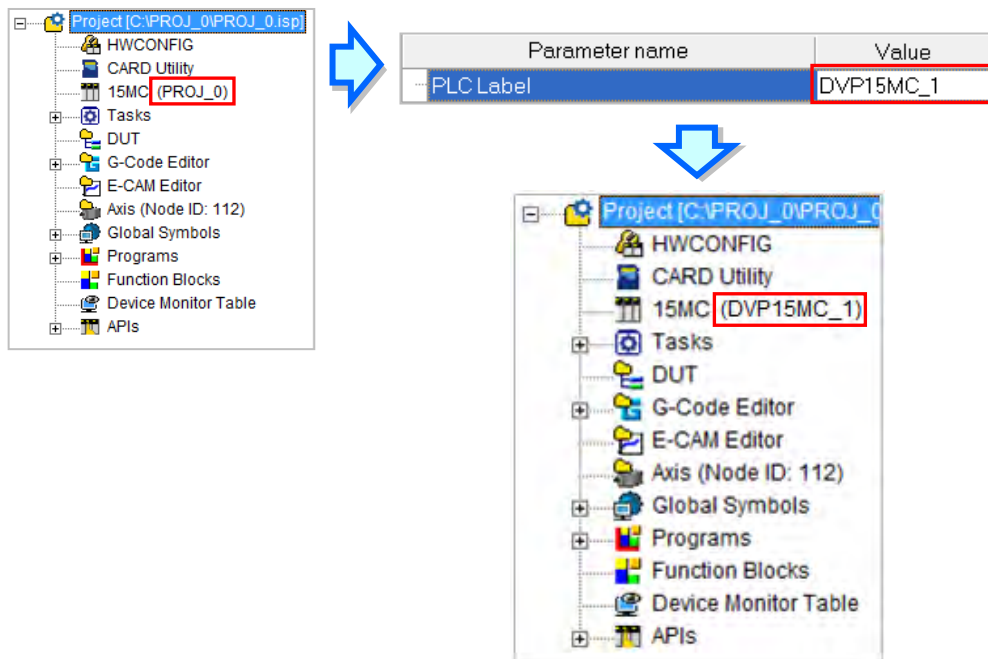 Project [C:\PROJ_0\PROJ_0.isp]
HWCONFIG
CARD Utility
15MC (PROJ_0)
Tasks
DUT
G-Code Editor
E-CAM Editor
Axis (Node ID: 112)
Global Symbols
Programs
Function Blocks
Device Monitor Table
APIs
Parameter name Value
PLC Label DVP15MC_1
Project [C:\PROJ_0\PROJ_0
HWCONFIG
CARD Utility
15MC (DVP15MC_1)
Tasks
DUT
G-Code Editor
E-CAM Editor
Axis (Node ID: 112)
Global Symbols
Programs
Function Blocks
Device Monitor Table
APIs